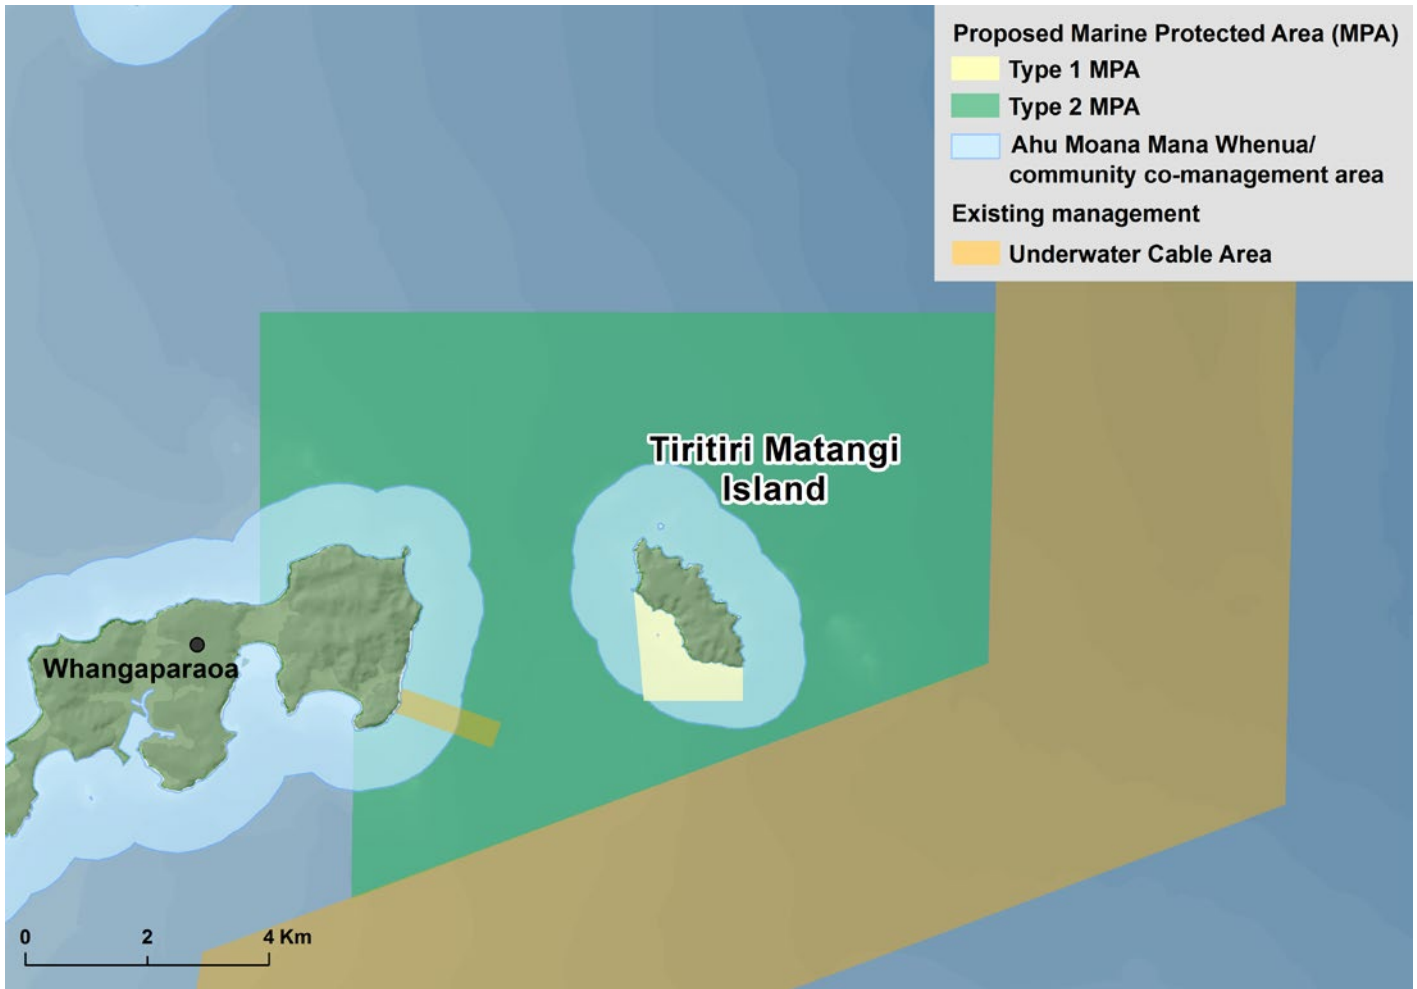 Proposed Marine Protected Area (MPA)
Type 1 MPA
Type 2 MPA
Ahu Moana Mana Whenua/
community co-management area
Existing management
Underwater Cable Area
Tiritiri Matangi
Island
Whangaparaoa
0 2 4 Km